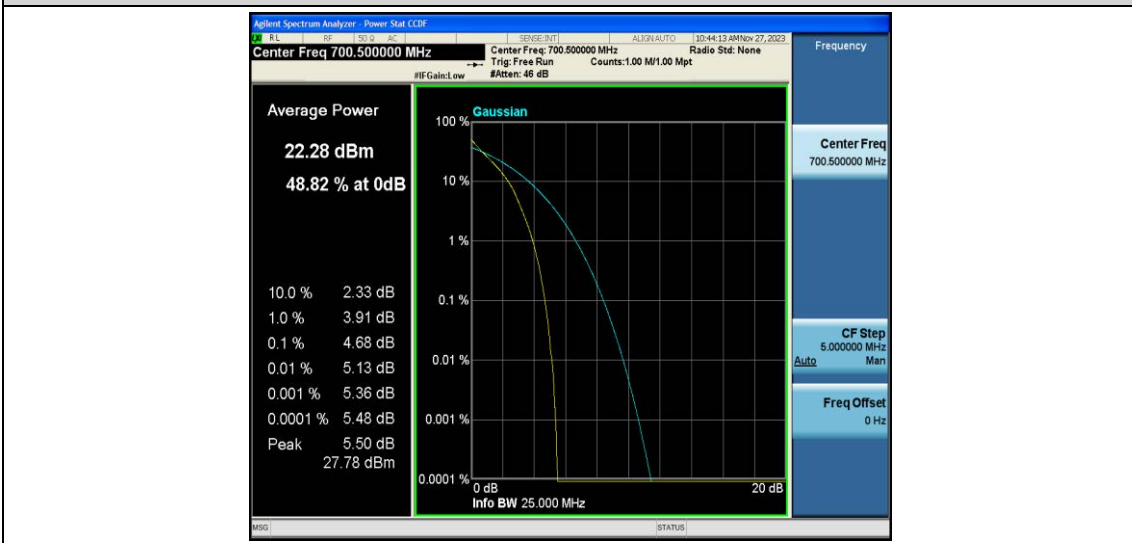 Agilent Spectrum Analyzer - Power Stat CCDF
RL RF 50 Ω AC SENSE:INT ALIGN AUTO 10:44:13 AM Nov 27, 2023
Center Freq 700.500000 MHz
Center Freq: 700.500000 MHz Radio Std: None
Trig: Free Run Counts:1.00 M/1.00 Mpt
#IFGain:Low #Atten: 46 dB
Frequency
Average Power
22.28 dBm
48.82 % at 0dB
10.0 % 2.33 dB
1.0 % 3.91 dB
0.1 % 4.68 dB
0.01 % 5.13 dB
0.001 % 5.36 dB
0.0001 % 5.48 dB
Peak 5.50 dB
27.78 dBm
Gaussian
100 %
10 %
1 %
0.1 %
0.01 %
0.001 %
0.0001 %
0 dB 20 dB
Info BW 25.000 MHz
Center Freq
700.500000 MHz
CF Step
5.000000 MHz
Auto Man
Freq Offset
0 Hz
MSG STATUS